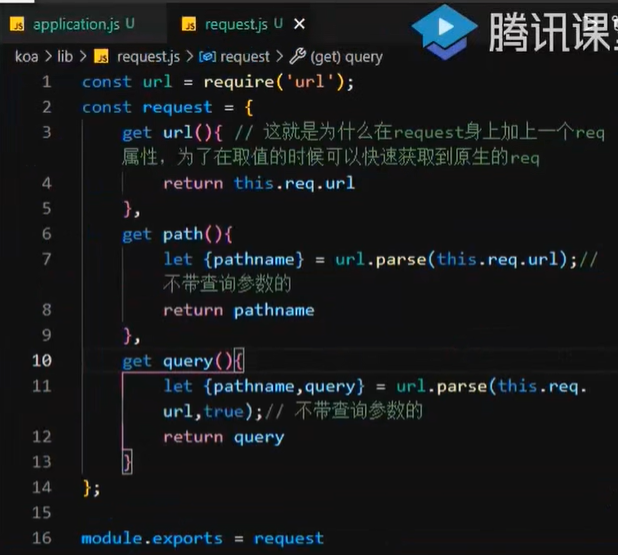 application.js U
request.js U
腾讯课
koa > lib > request.js > request > (get) query
1 const url = require('url');
2 const request = {
3 get url(){ // 这就是为什么在request身上加上一个req
属性，为了在取值的时候可以快速获取到原生的req
4 return this.req.url
5 },
6 get path(){
7 let {pathname} = url.parse(this.req.url);//
不带查询参数的
8 return pathname
9 },
10 get query(){
11 let {pathname,query} = url.parse(this.req.
url,true);// 不带查询参数的
12 return query
13 }
14 };
15
16 module.exports = request